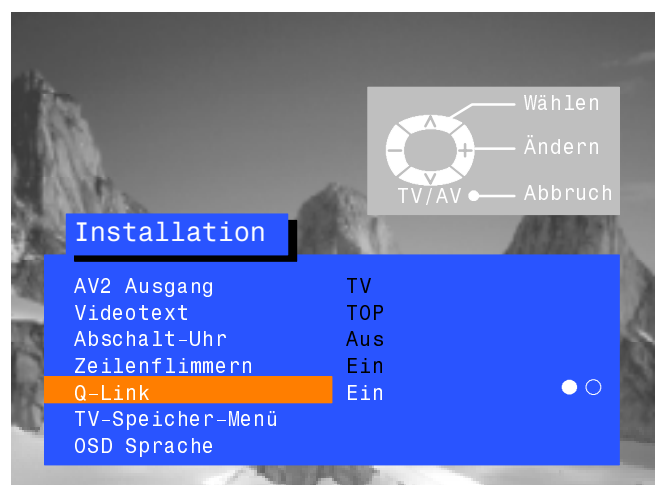 Wählen
Ändern
TV/AV Abbruch
Installation
AV2 Ausgang TV
Videotext TOP
Abschalt-Uhr Aus
Zeilenflimmern Ein
Q-Link Ein
TV-Speicher-Menü
OSD Sprache